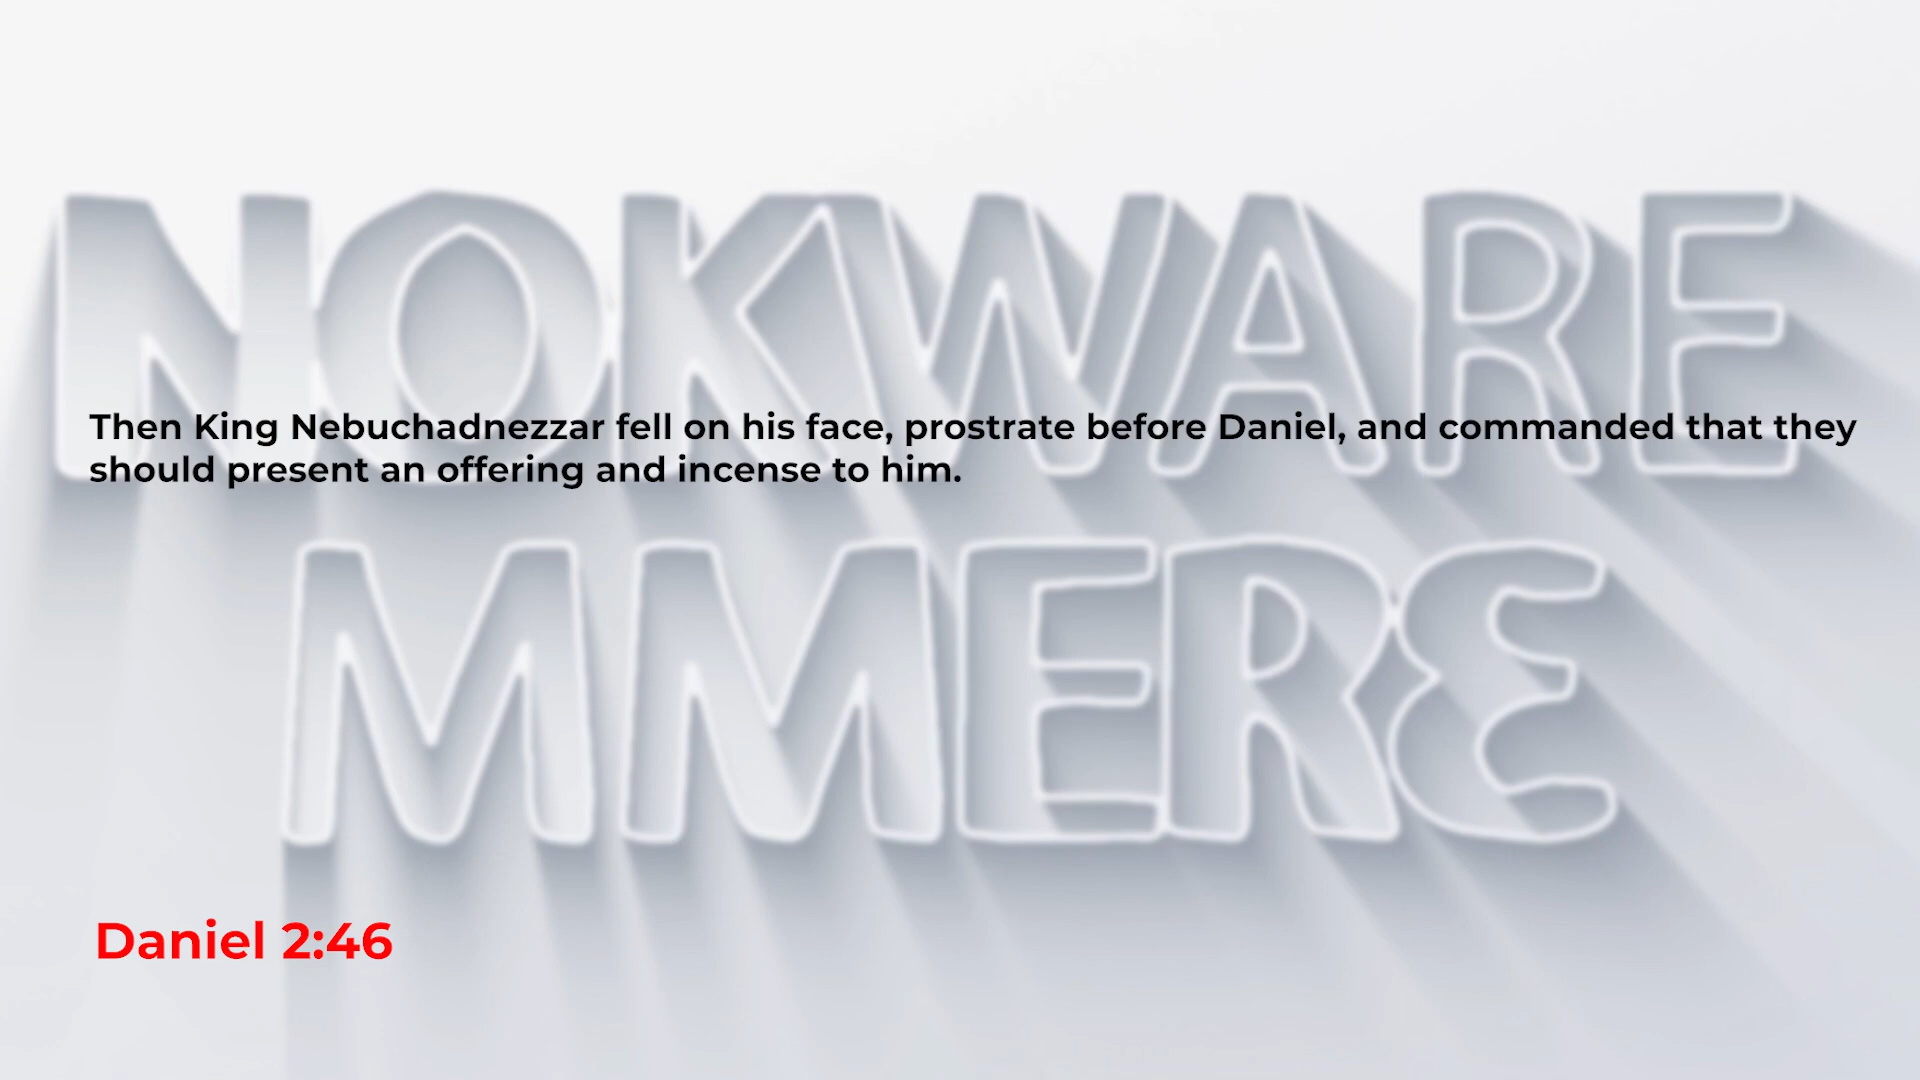 NOKWARE
Then King Nebuchadnezzar fell on his face, prostrate before Daniel, and commanded that they
should present an offering and incense to him.
MMERƐ
Daniel 2:46